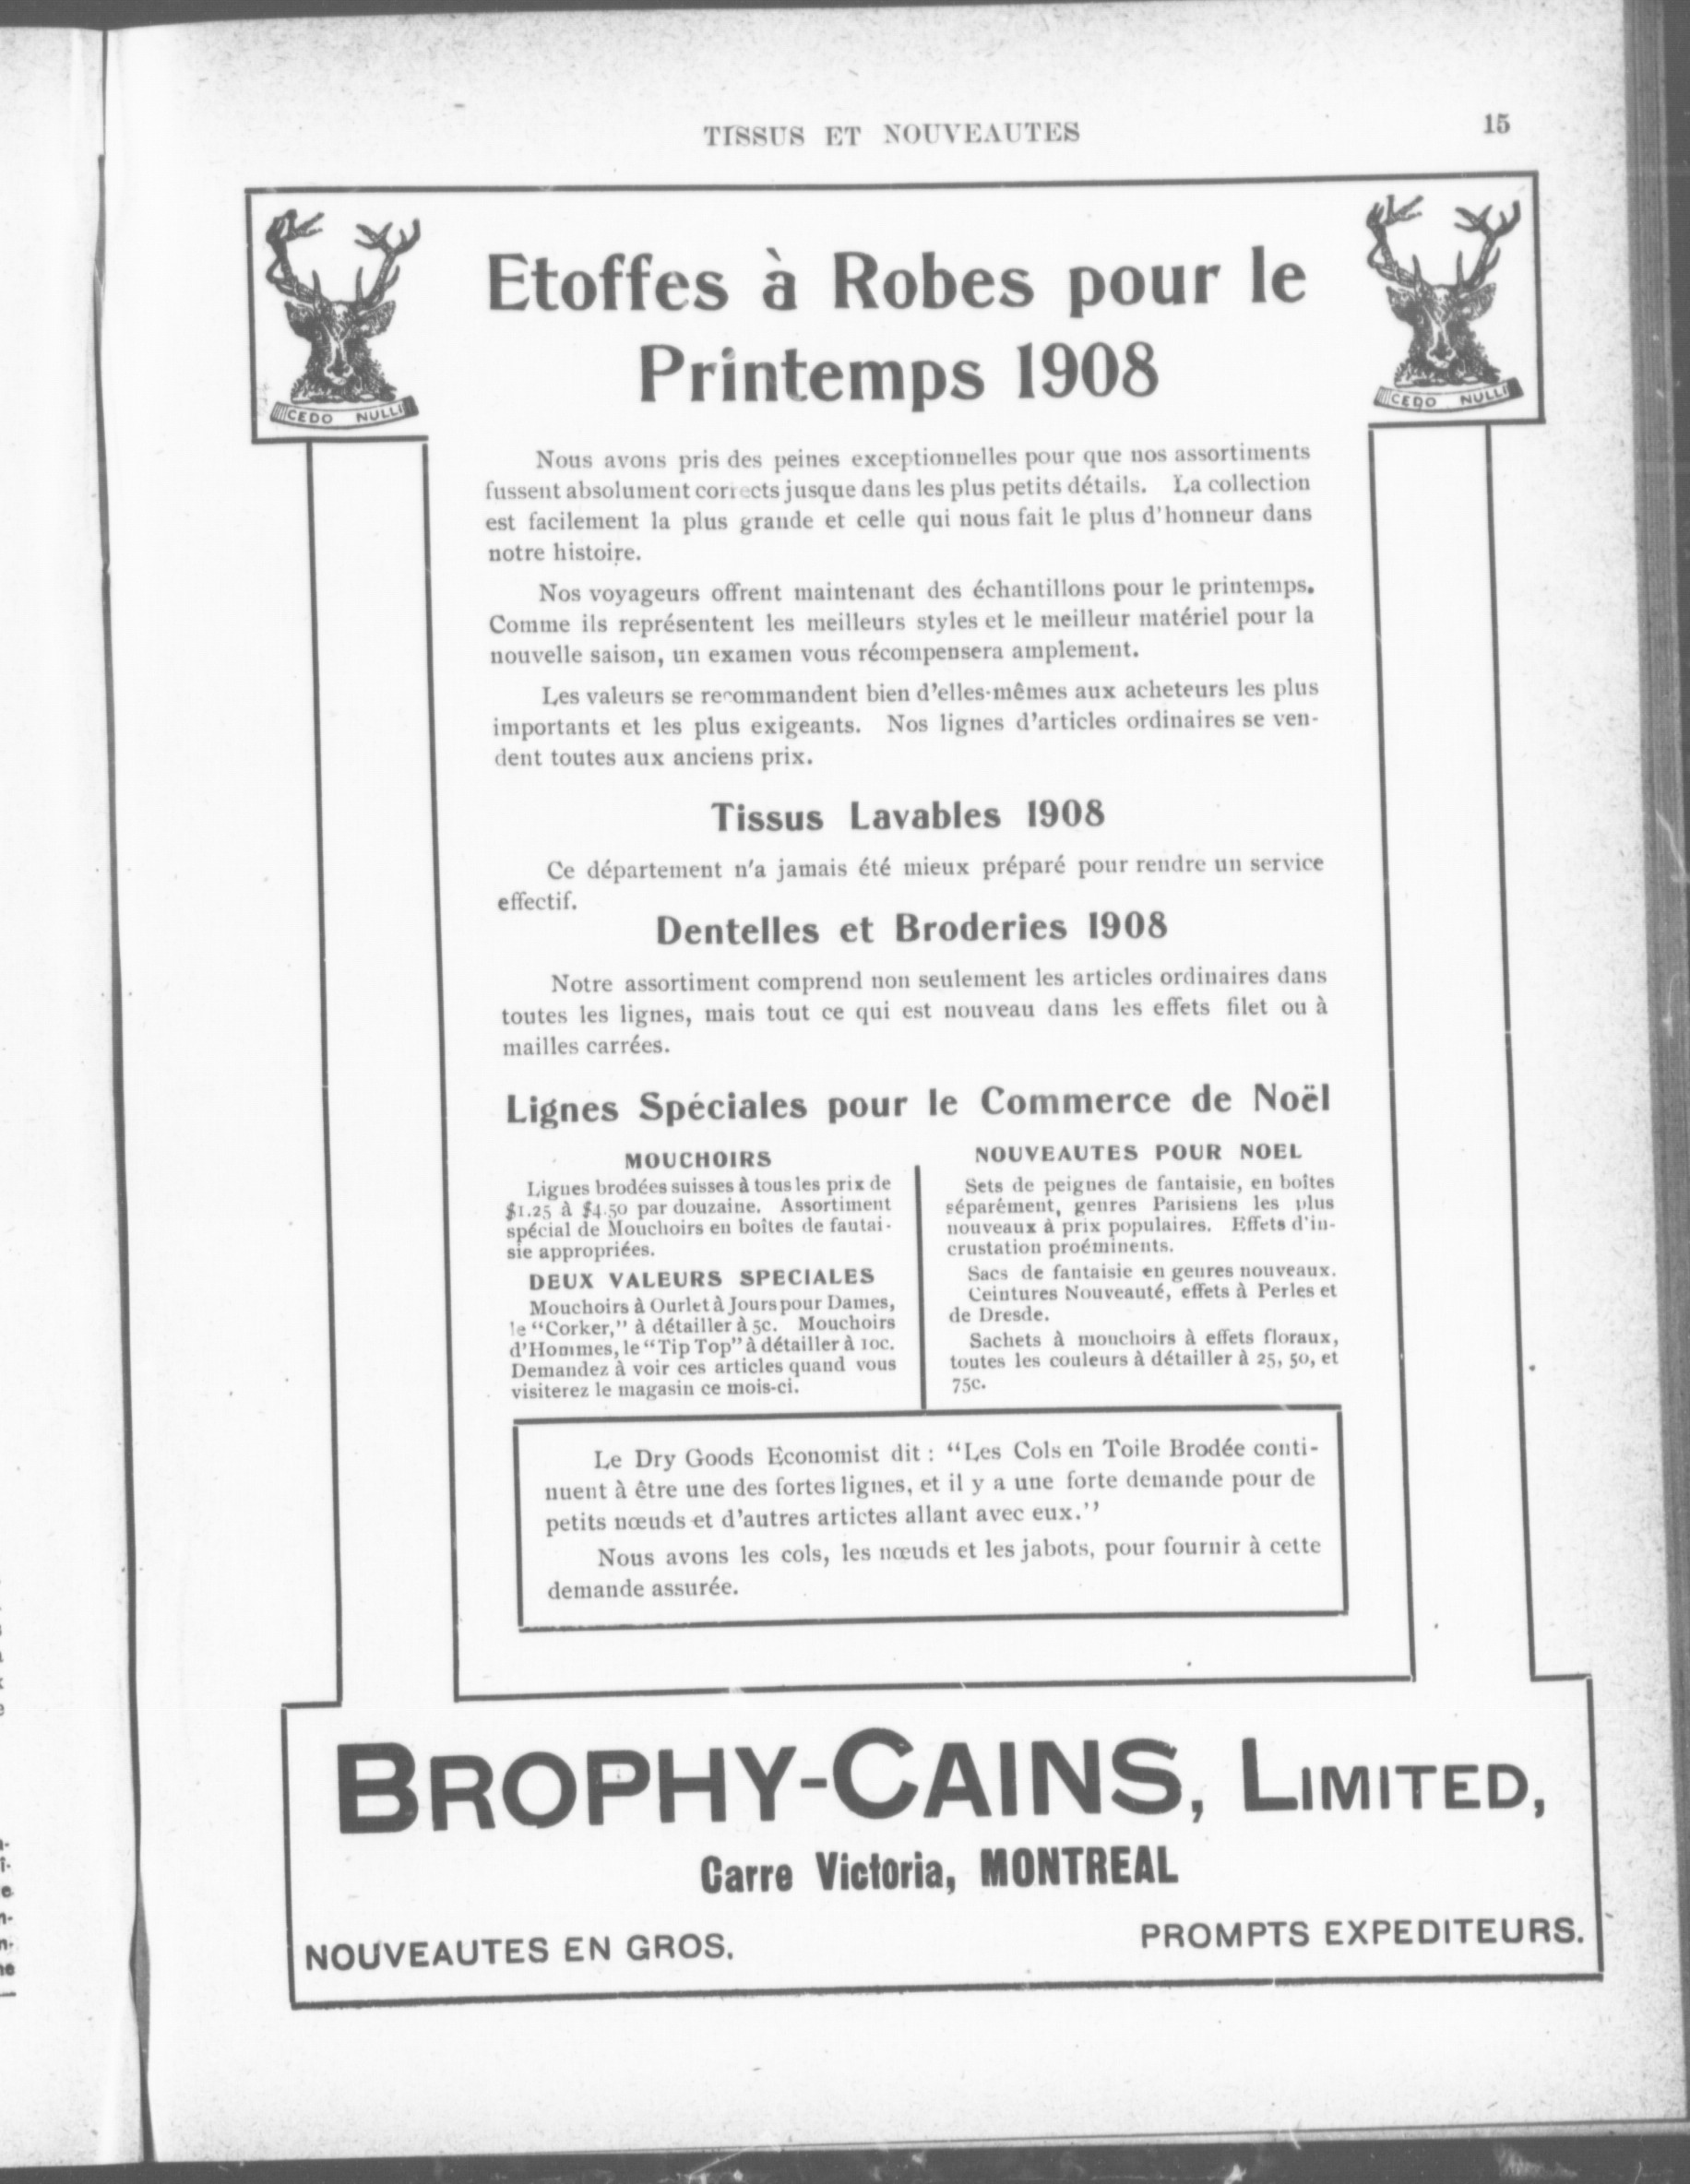 TISSUS ET NOUVEAUTES
15
CEDO NULLI
CEDO NULLI
Etoffes à Robes pour le
Printemps 1908
Nous avons pris des peines exceptionnelles pour que nos assortiments
fussent absolument corrects jusque dans les plus petits détails. La collection
est facilement la plus grande et celle qui nous fait le plus d'honneur dans
notre histoire.
Nos voyageurs offrent maintenant des échantillons pour le printemps.
Comme ils représentent les meilleurs styles et le meilleur matériel pour la
nouvelle saison, un examen vous récompensera amplement.
Les valeurs se recommandent bien d'elles-mêmes aux acheteurs les plus
importants et les plus exigeants. Nos lignes d'articles ordinaires se ven-
dent toutes aux anciens prix.
Tissus Lavables 1908
Ce département n'a jamais été mieux préparé pour rendre un service
effectif.
Dentelles et Broderies 1908
Notre assortiment comprend non seulement les articles ordinaires dans
toutes les lignes, mais tout ce qui est nouveau dans les effets filet ou à
mailles carrées.
Lignes Spéciales pour le Commerce de Noël
MOUCHOIRS
Lignes brodées suisses à tous les prix de
$1.25 à $4.50 par douzaine. Assortiment
spécial de Mouchoirs en boîtes de fantai-
sie appropriées.
DEUX VALEURS SPECIALES
Mouchoirs à Ourlet à Jours pour Dames,
le "Corker," à détailler à 5c. Mouchoirs
d'Hommes, le "Tip Top" à détailler à 10c.
Demandez à voir ces articles quand vous
visiterez le magasin ce mois-ci.
NOUVEAUTES POUR NOEL
Sets de peignes de fantaisie, en boîtes
séparément, genres Parisiens les plus
nouveaux à prix populaires. Effets d'in-
crustation proéminents.
Sacs de fantaisie en genres nouveaux.
Ceintures Nouveauté, effets à Perles et
de Dresde.
Sachets à mouchoirs à effets floraux,
toutes les couleurs à détailler à 25, 50, et
75c.
Le Dry Goods Economist dit : "Les Cols en Toile Brodée conti-
nuent à être une des fortes lignes, et il y a une forte demande pour de
petits nœuds et d'autres artictes allant avec eux."
Nous avons les cols, les nœuds et les jabots, pour fournir à cette
demande assurée.
BROPHY-CAINS, LIMITED,
Carre Victoria, MONTREAL
NOUVEAUTES EN GROS.
PROMPTS EXPEDITEURS.